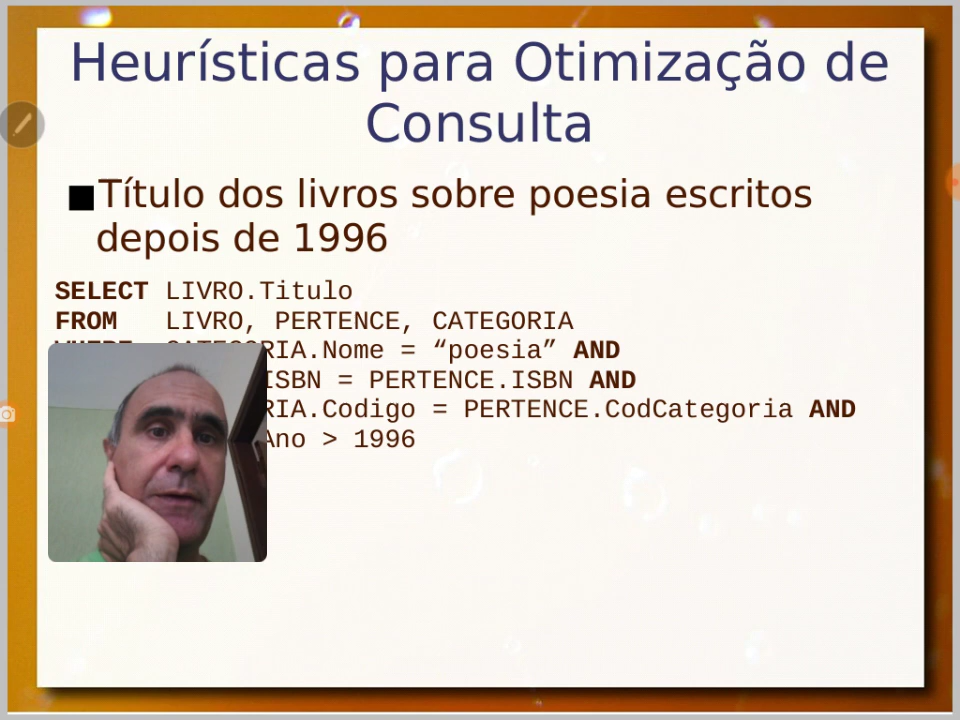 Heurísticas para Otimização de
Consulta
■Título dos livros sobre poesia escritos
depois de 1996
SELECT LIVRO.Titulo
FROM LIVRO, PERTENCE, CATEGORIA
WHERE CATEGORIA.Nome = “poesia” AND
ISBN = PERTENCE.ISBN AND
RIA.Codigo = PERTENCE.CodCategoria AND
Ano > 1996